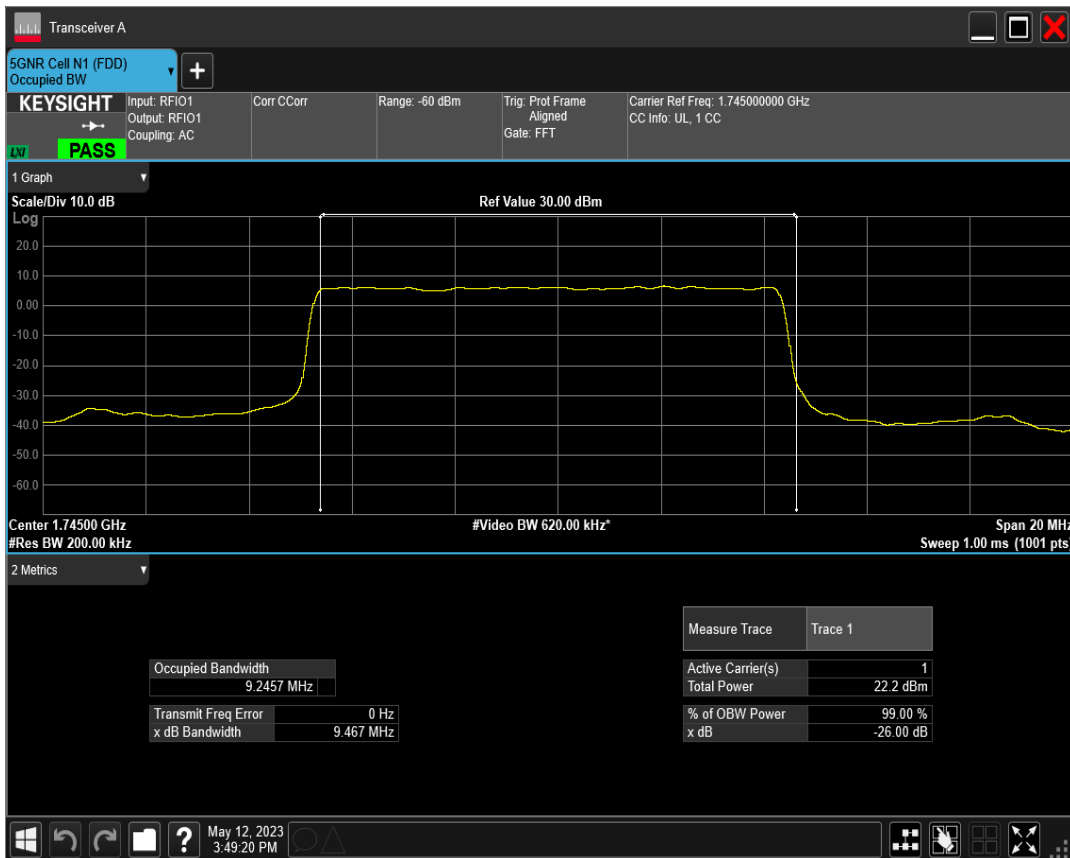 Transceiver A
5GNR Cell N1 (FDD)
Occupied BW
KEYSIGHT
LXI
PASS
Input: RFIO1
Output: RFIO1
Coupling: AC
Corr CCorr
Range: -60 dBm
Trig: Prot Frame
Aligned
Gate: FFT
Carrier Ref Freq: 1.745000000 GHz
CC Info: UL, 1 CC
1 Graph
Scale/Div 10.0 dB
Ref Value 30.00 dBm
Log
20.0
10.0
0.00
-10.0
-20.0
-30.0
-40.0
-50.0
-60.0
Center 1.74500 GHz
#Video BW 620.00 kHz*
Span 20 MHz
#Res BW 200.00 kHz
Sweep 1.00 ms (1001 pts)
2 Metrics
Measure Trace Trace 1
Occupied Bandwidth
9.2457 MHz
Active Carrier(s) 1
Total Power 22.2 dBm
Transmit Freq Error 0 Hz
x dB Bandwidth 9.467 MHz
% of OBW Power 99.00 %
x dB -26.00 dB
?
May 12, 2023
3:49:20 PM